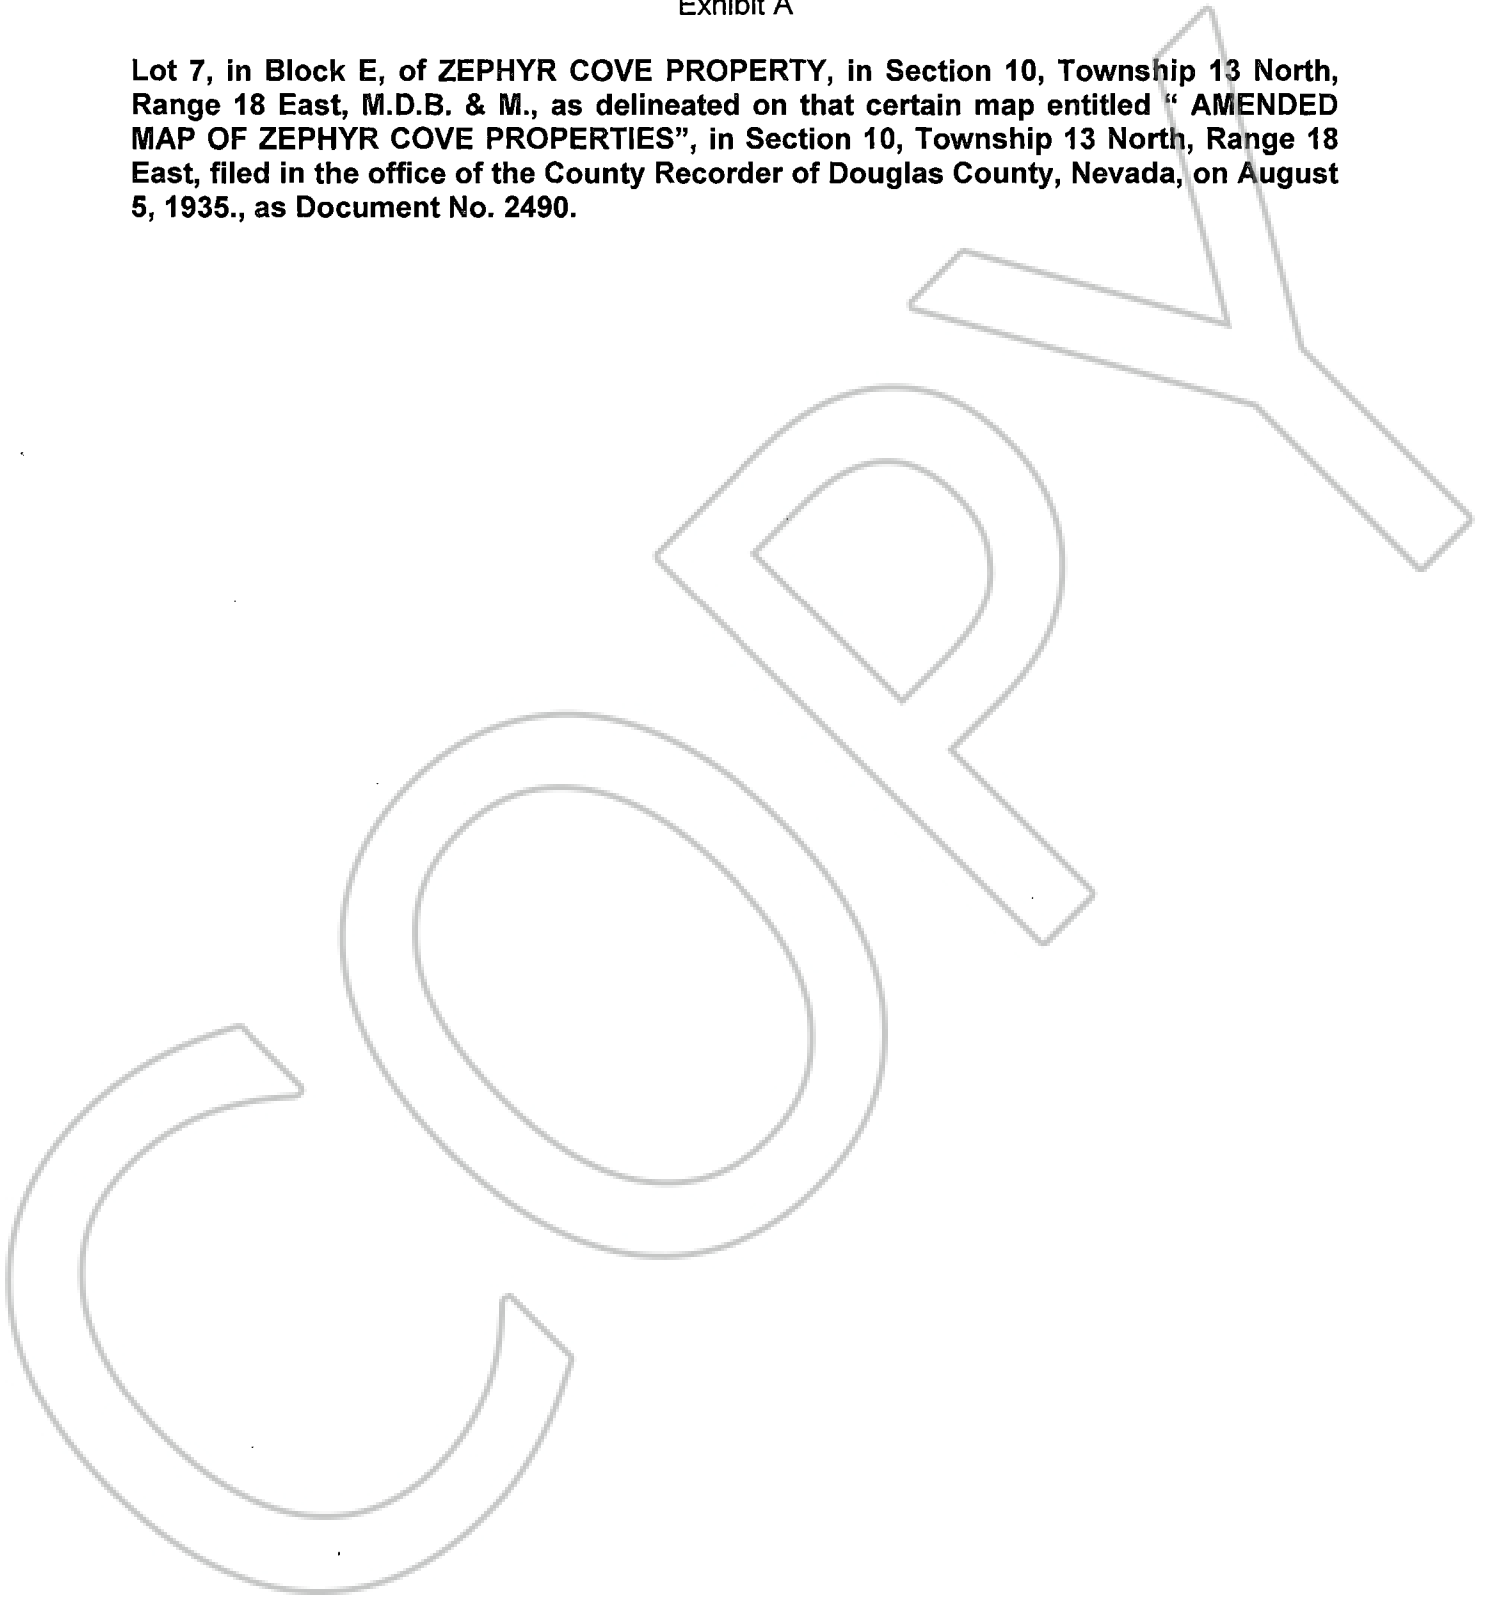 Exhibit A
Lot 7, in Block E, of ZEPHYR COVE PROPERTY, in Section 10, Township 13 North,
Range 18 East, M.D.B. & M., as delineated on that certain map entitled “ AMENDED
MAP OF ZEPHYR COVE PROPERTIES”, in Section 10, Township 13 North, Range 18
East, filed in the office of the County Recorder of Douglas County, Nevada, on August
5, 1935., as Document No. 2490.
COPY